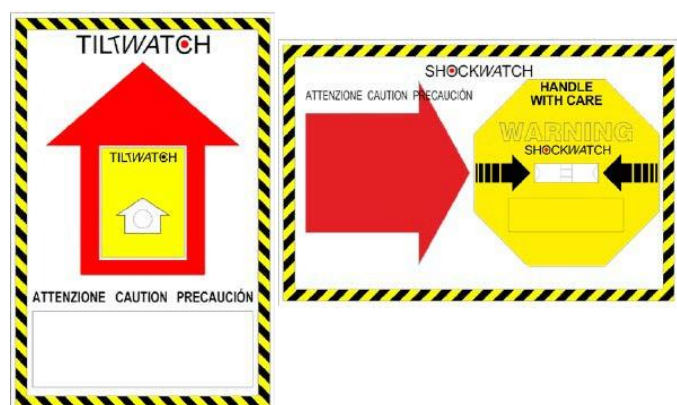 TILTWATCH
TILTWATCH
ATTENZIONE CAUTION PRECAUCIÓN
SHOCKWATCH
ATTENZIONE CAUTION PRECAUCIÓN
HANDLE
WITH CARE
WARNING
SHOCKWATCH